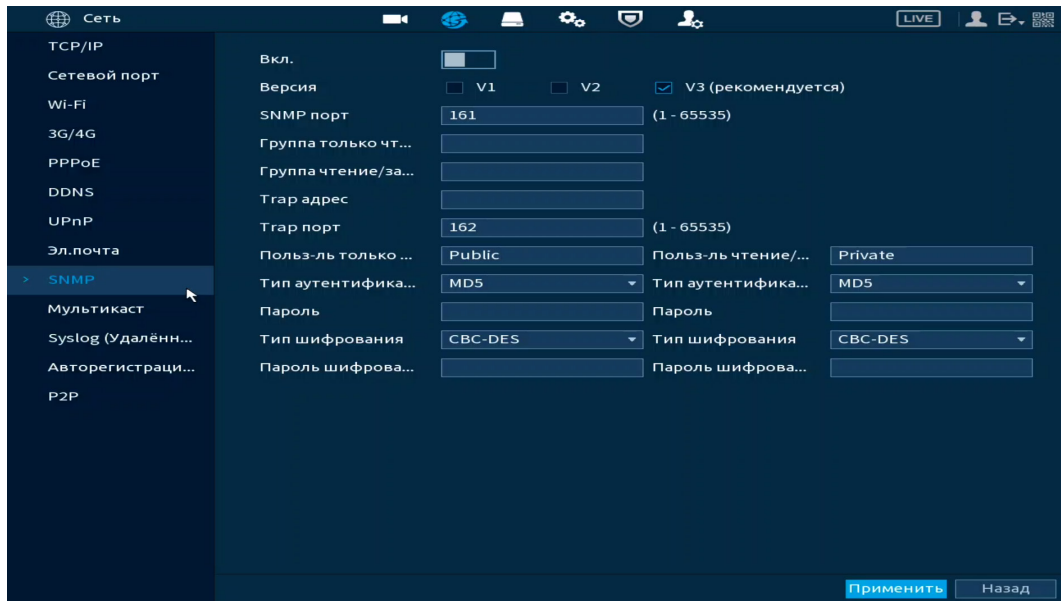 Сеть LIVE
TCP/IP
Сетевой порт
Wi-Fi
3G/4G
PPPoE
DDNS
UPnP
Эл.почта
> SNMP
Мультикаст
Syslog (Удалённ...
Авторегистраци...
P2P
Вкл.
Версия V1 V2 V3 (рекомендуется)
SNMP порт 161 (1 - 65535)
Группа только чт...
Группа чтение/за...
Trap адрес
Trap порт 162 (1 - 65535)
Польз-ль только ... Public Польз-ль чтение/... Private
Тип аутентифика... MD5 Тип аутентифика... MD5
Пароль Пароль
Тип шифрования CBC-DES Тип шифрования CBC-DES
Пароль шифрова... Пароль шифрова...
Применить Назад